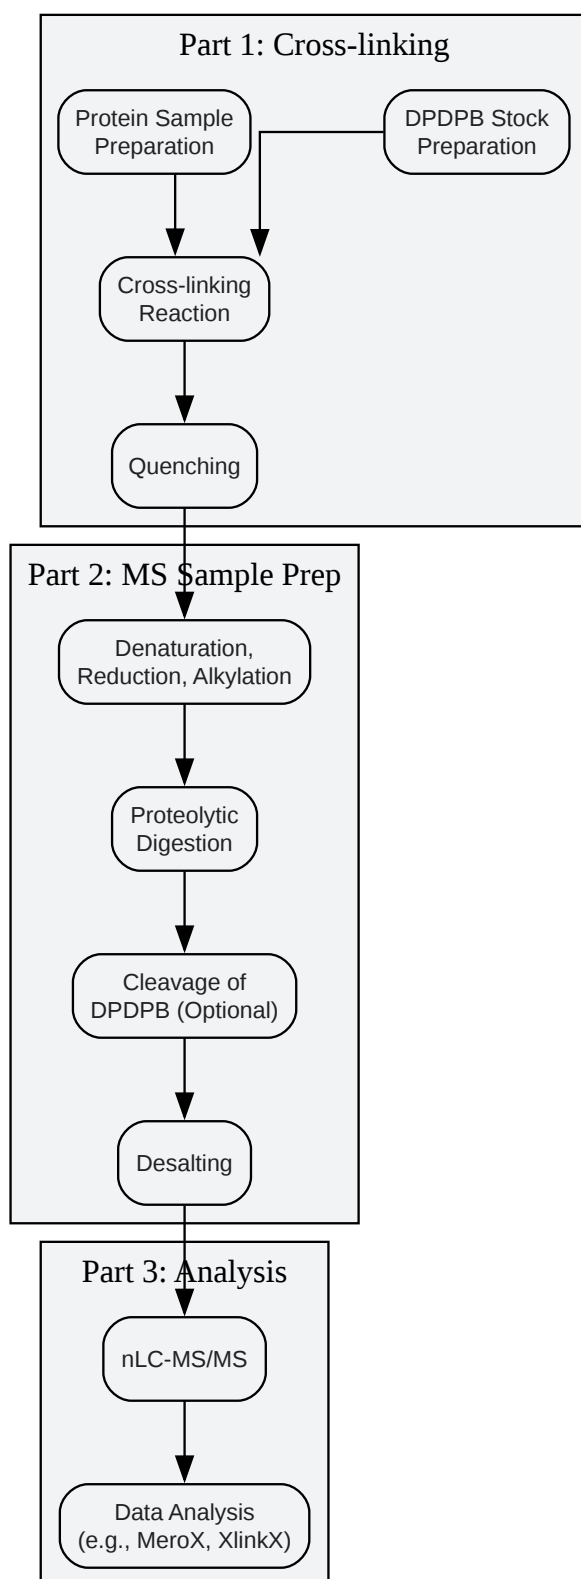 Part 1: Cross-linking
Protein Sample
Preparation
DPDPB Stock
Preparation
Cross-linking
Reaction
Quenching
Part 2: MS Sample Prep
Denaturation,
Reduction, Alkylation
Proteolytic
Digestion
Cleavage of
DPDPB (Optional)
Desalting
Part 3: Analysis
nLC-MS/MS
Data Analysis
(e.g., MeroX, XlinkX)